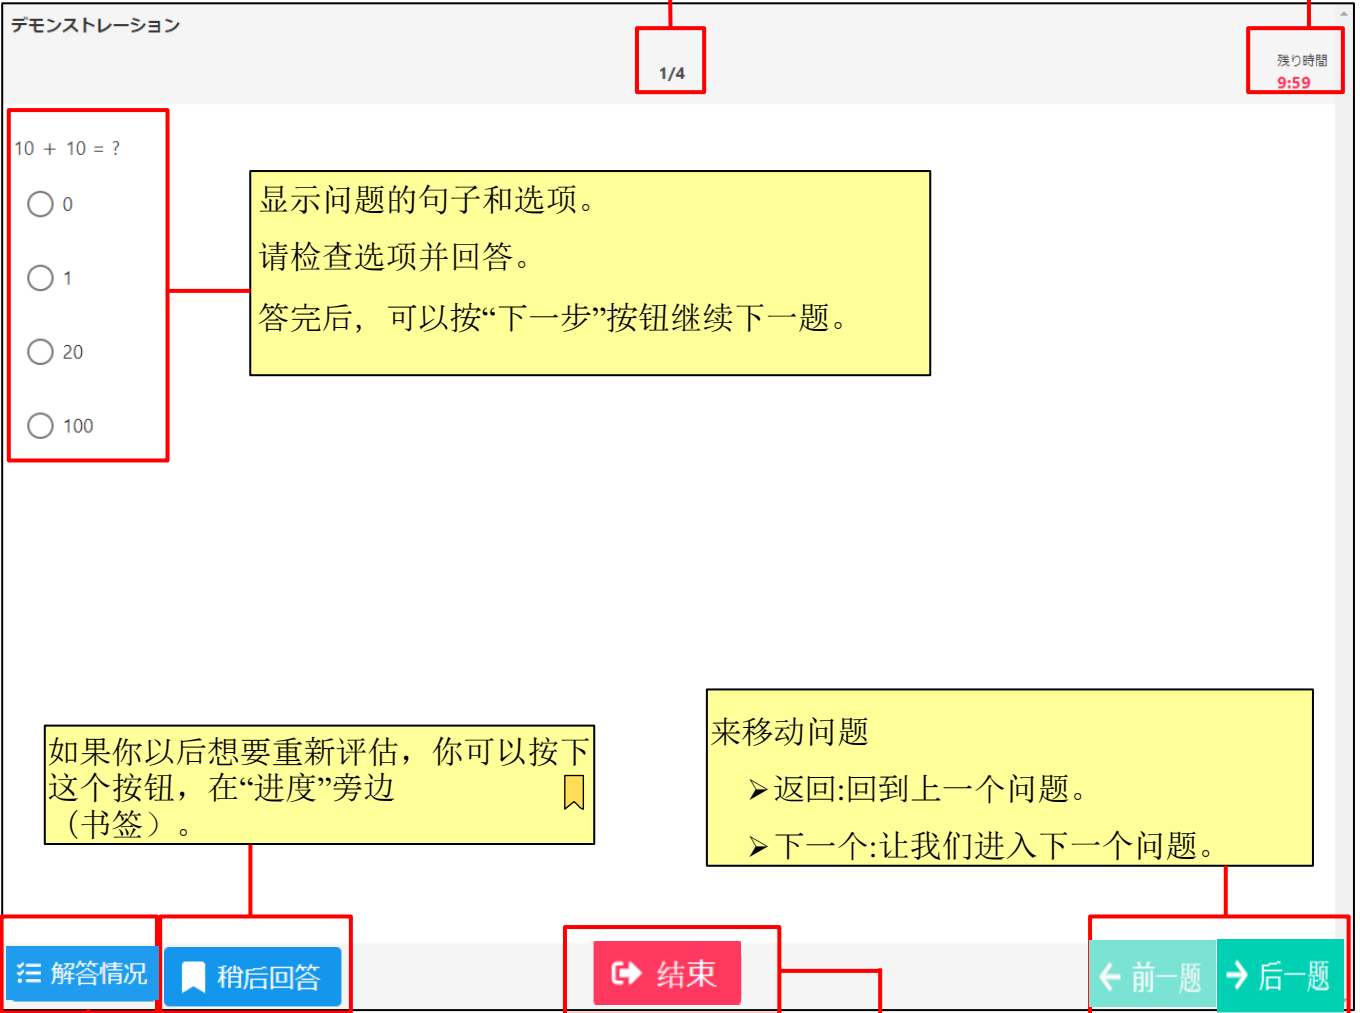 デモンストレーション
1/4
残り時間
9:59
10 + 10 = ?
0
1
20
100
显示问题的句子和选项。
请检查选项并回答。
答完后，可以按“下一步”按钮继续下一题。
如果你以后想要重新评估，你可以按下
这个按钮，在“进度”旁边
（书签）。
来移动问题
➢返回:回到上一个问题。
➢下一个:让我们进入下一个问题。
解答情况
稍后回答
结束
前一题
后一题